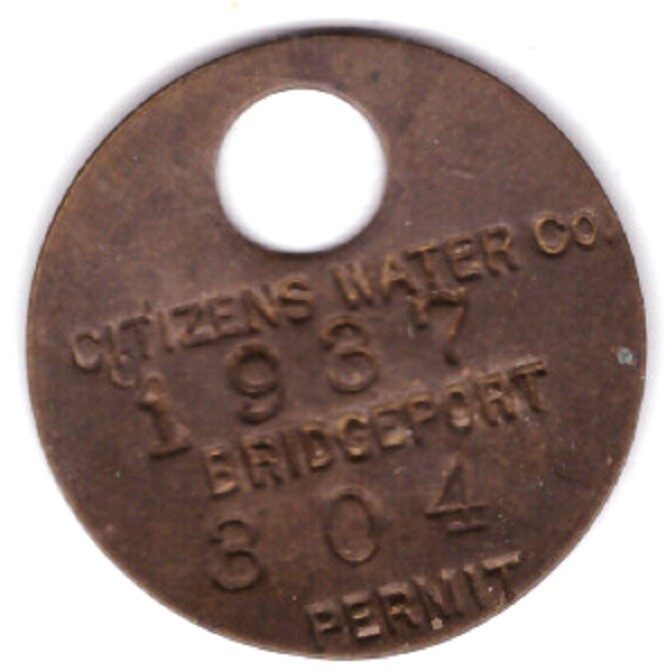 CITIZENS WATER Co.
1937
BRIDGEPORT
304
PERMIT